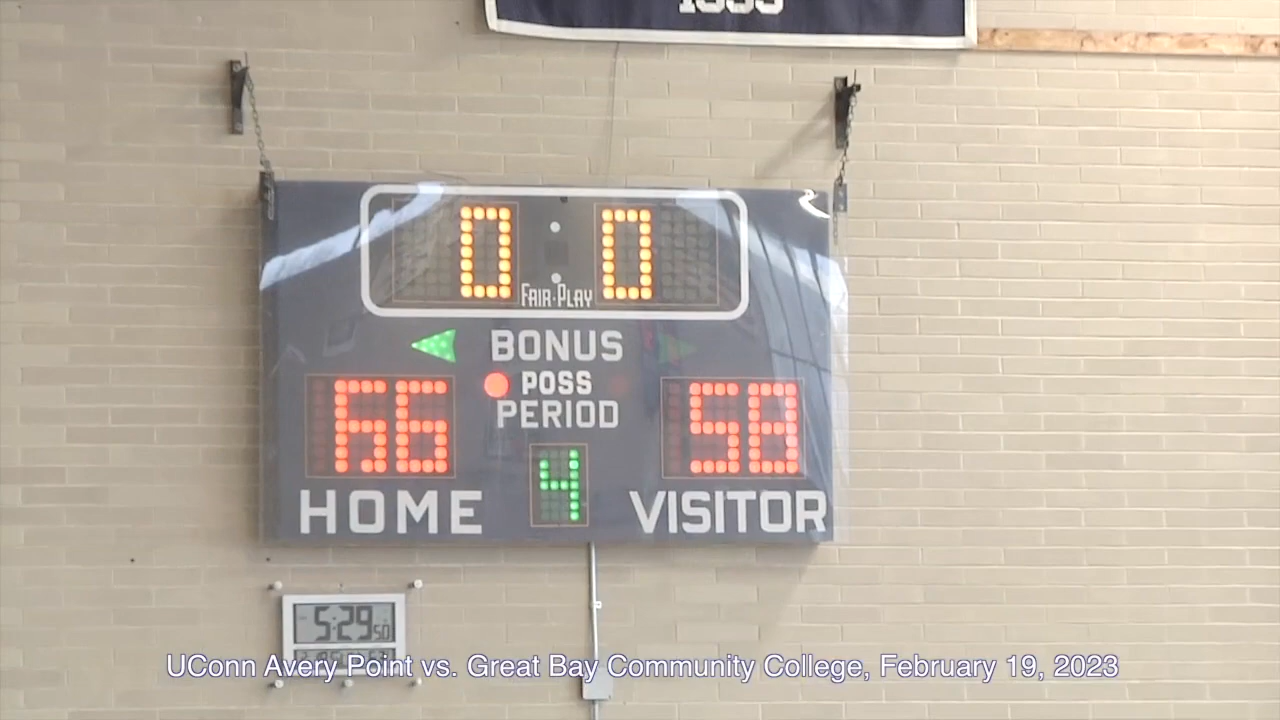 0:0
FAIR-PLAY
BONUS
POSS
PERIOD
66 58
HOME 4 VISITOR
5:29 50
UConn Avery Point vs. Great Bay Community College, February 19, 2023